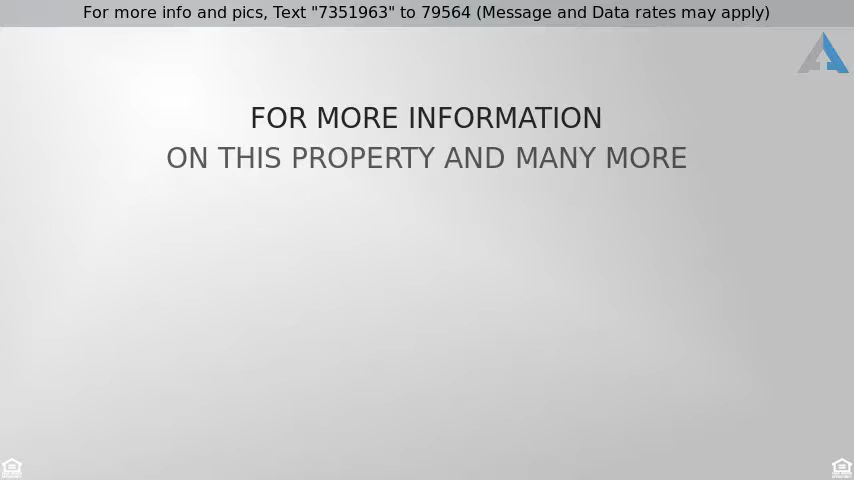 For more info and pics, Text "7351963" to 79564 (Message and Data rates may apply)
FOR MORE INFORMATION
ON THIS PROPERTY AND MANY MORE